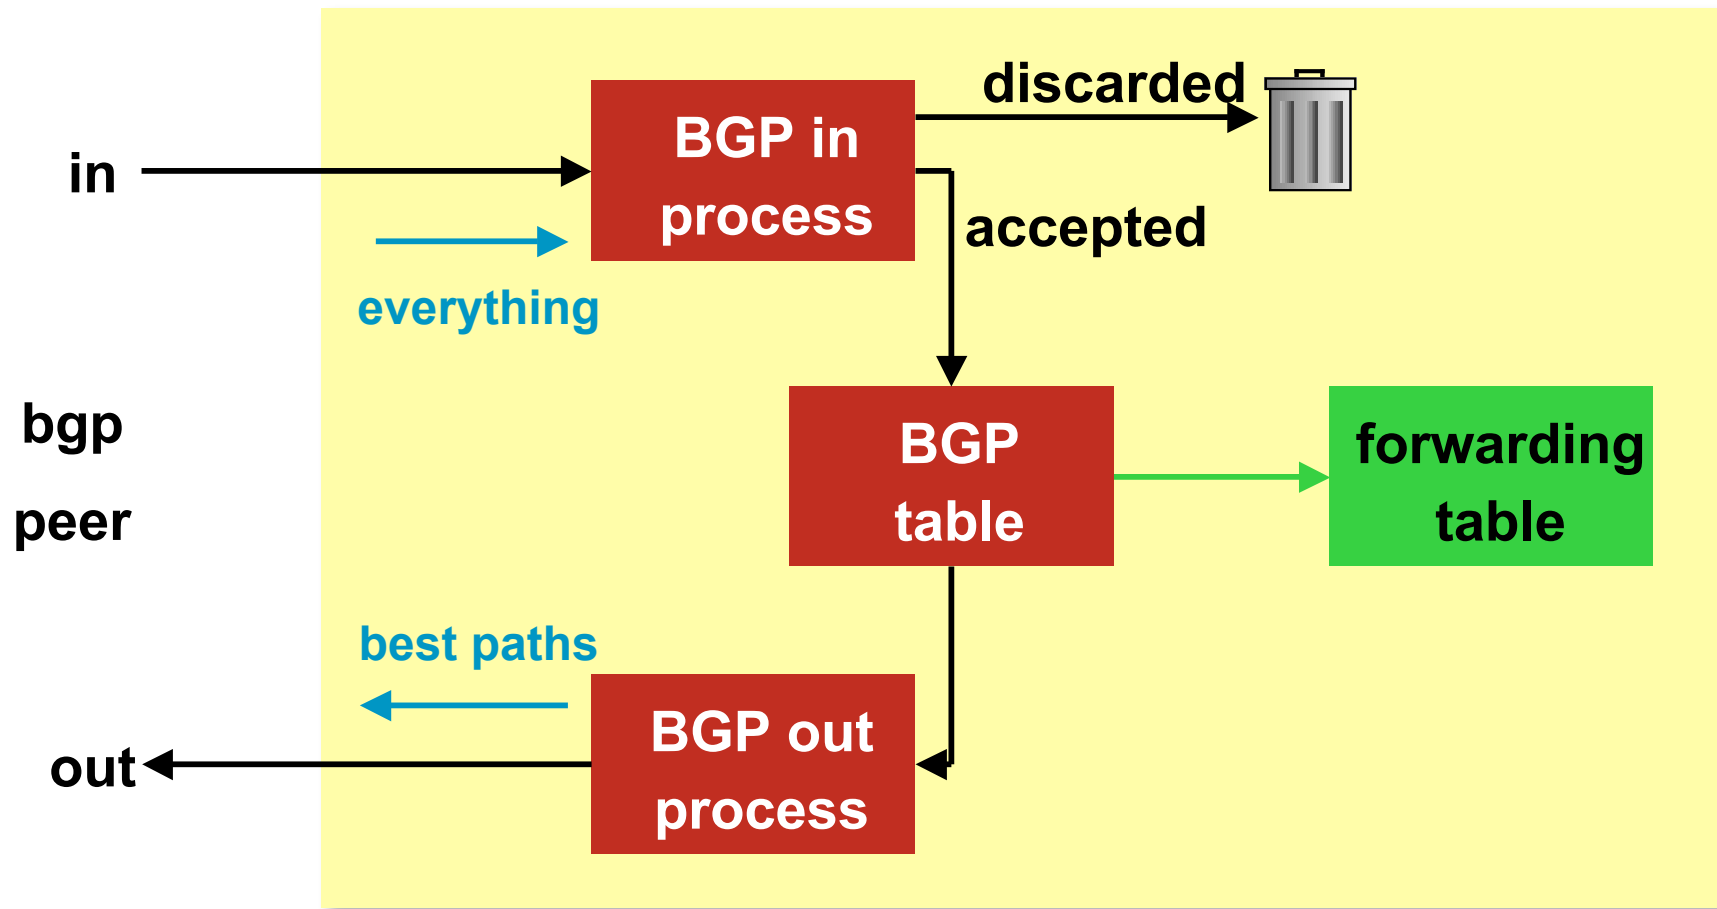 discarded
BGP in
process
in
accepted
everything
bgp
peer
BGP
table
forwarding
table
best paths
BGP out
process
out